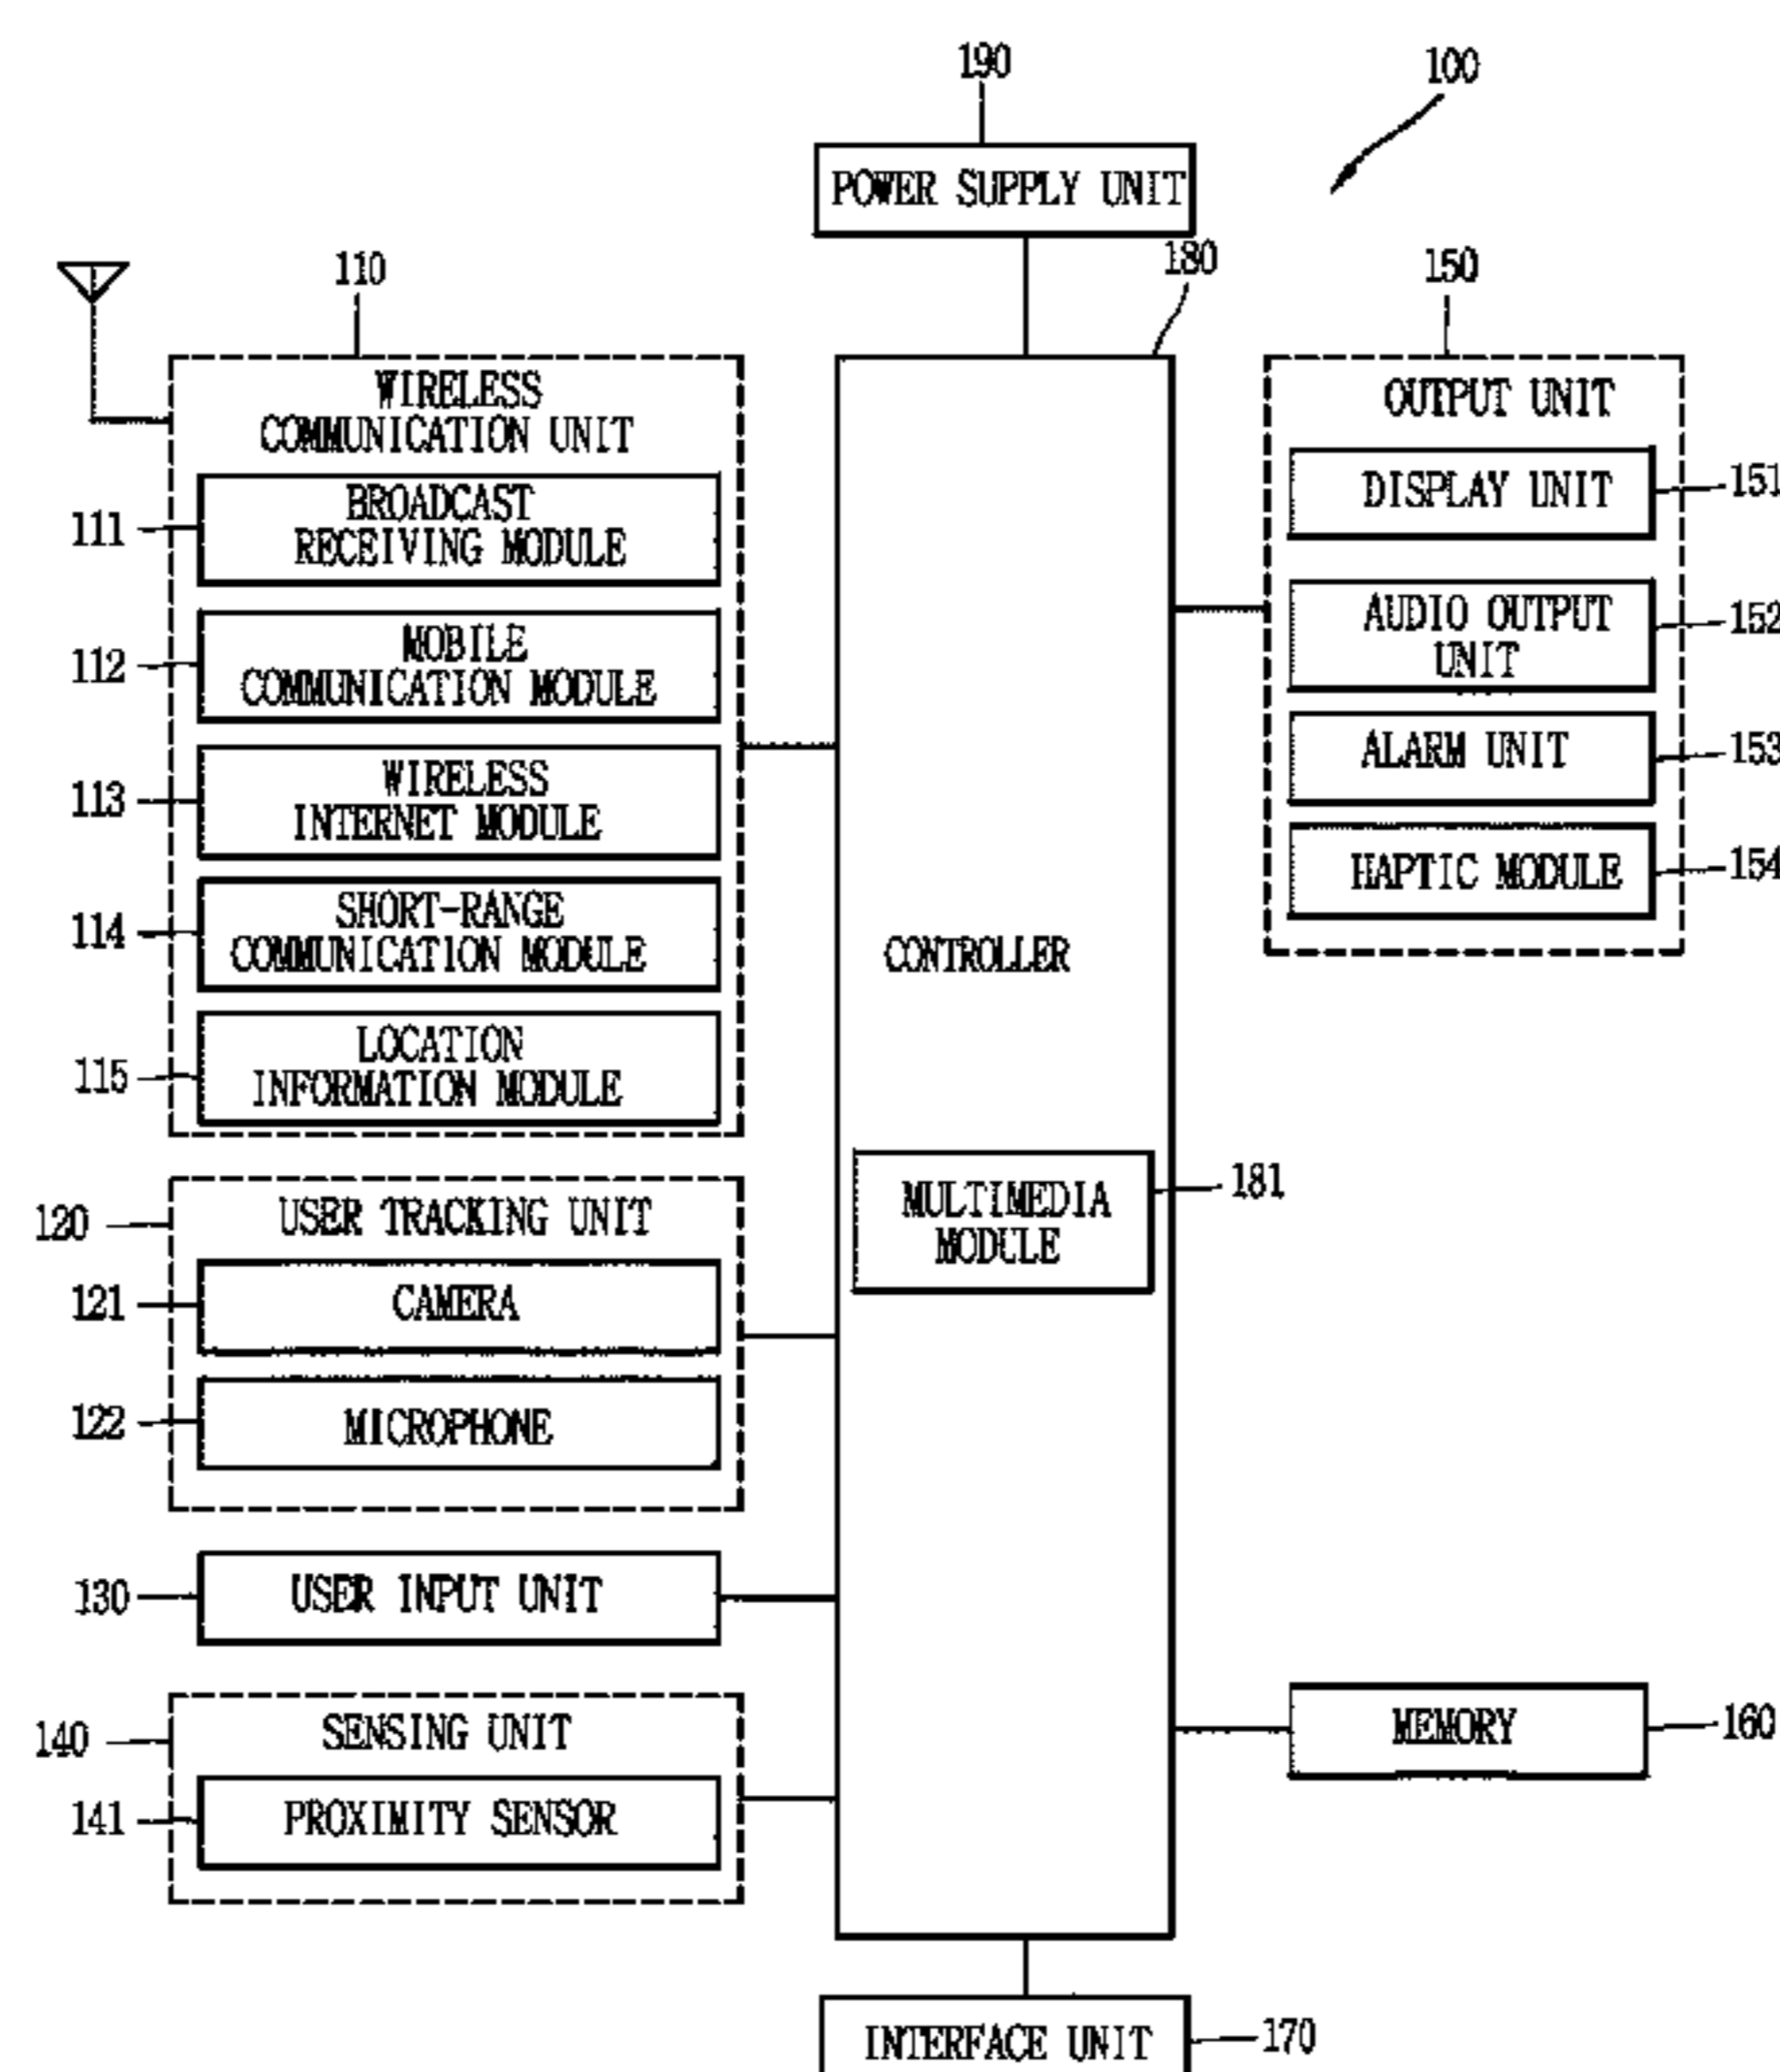 190
100
POWER SUPPLY UNIT
110
180
150
WIRELESS
COMMUNICATION UNIT
111
BROADCAST
RECEIVING MODULE
112
MOBILE
COMMUNICATION MODULE
113
WIRELESS
INTERNET MODULE
114
SHORT-RANGE
COMMUNICATION MODULE
115
LOCATION
INFORMATION MODULE
120
USER TRACKING UNIT
121
CAMERA
122
MICROPHONE
130
USER INPUT UNIT
140
SENSING UNIT
141
PROXIMITY SENSOR
CONTROLLER
MULTIMEDIA
MODULE
181
OUTPUT UNIT
DISPLAY UNIT
151
AUDIO OUTPUT
UNIT
152
ALARM UNIT
153
HAPTIC MODULE
154
MEMORY
160
INTERFACE UNIT
170